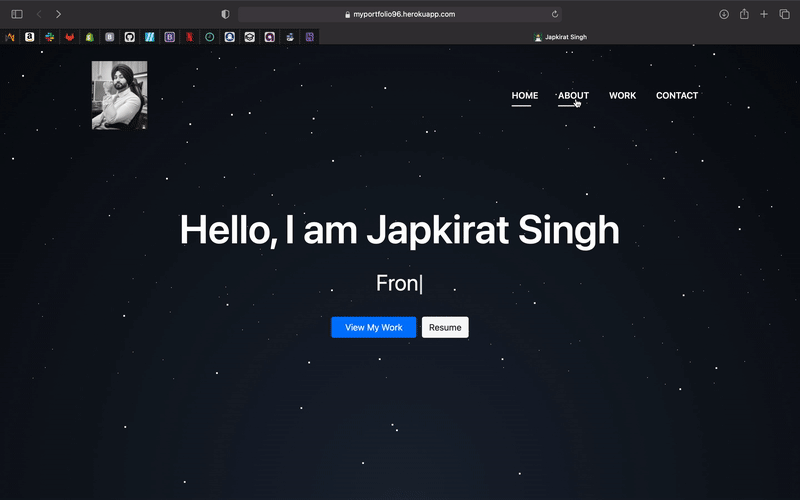 myportfolio96.herokuapp.com
Japkirat Singh
HOME ABOUT WORK CONTACT
Hello, I am Japkirat Singh
Fron|
View My Work Resume